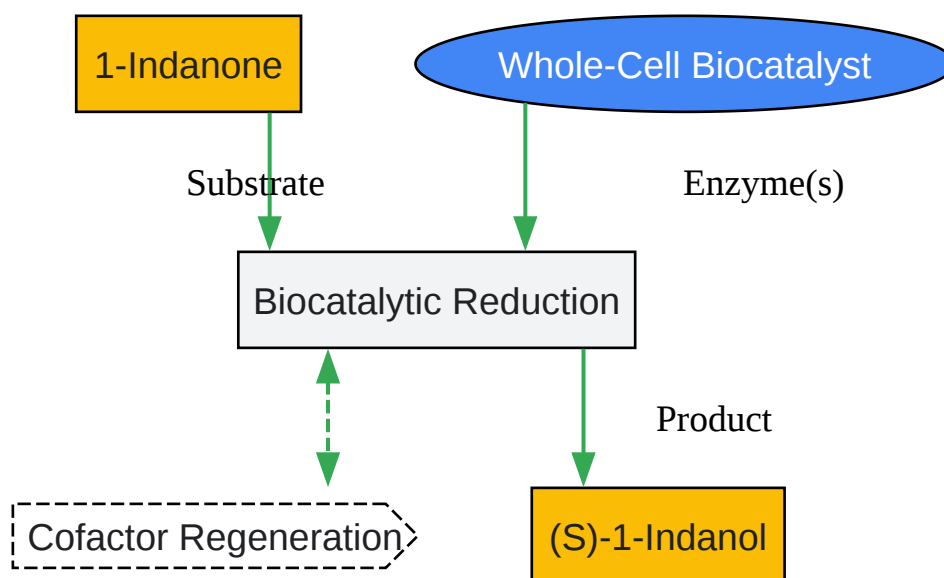 1-Indanone
Whole-Cell Biocatalyst
Substrate
Enzyme(s)
Biocatalytic Reduction
Product
Cofactor Regeneration
(S)-1-Indanol